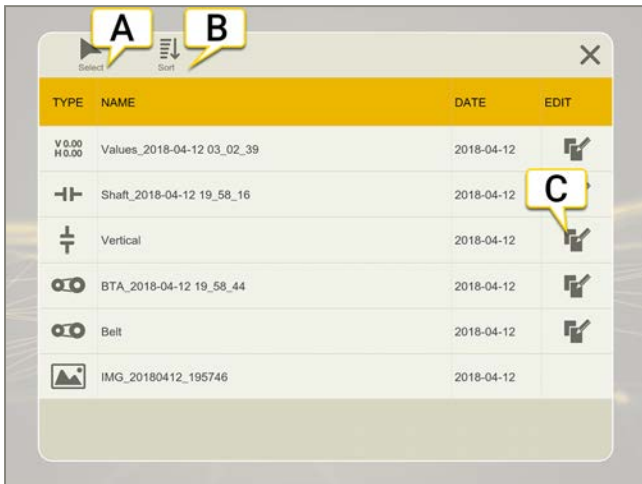 A
B
Select
Sort
TYPE NAME DATE EDIT
V 0.00
H 0.00
Values_2018-04-12 03_02_39 2018-04-12
Shaft_2018-04-12 19_58_16 2018-04-12
C
Vertical 2018-04-12
BTA_2018-04-12 19_58_44 2018-04-12
Belt 2018-04-12
IMG_20180412_195746 2018-04-12